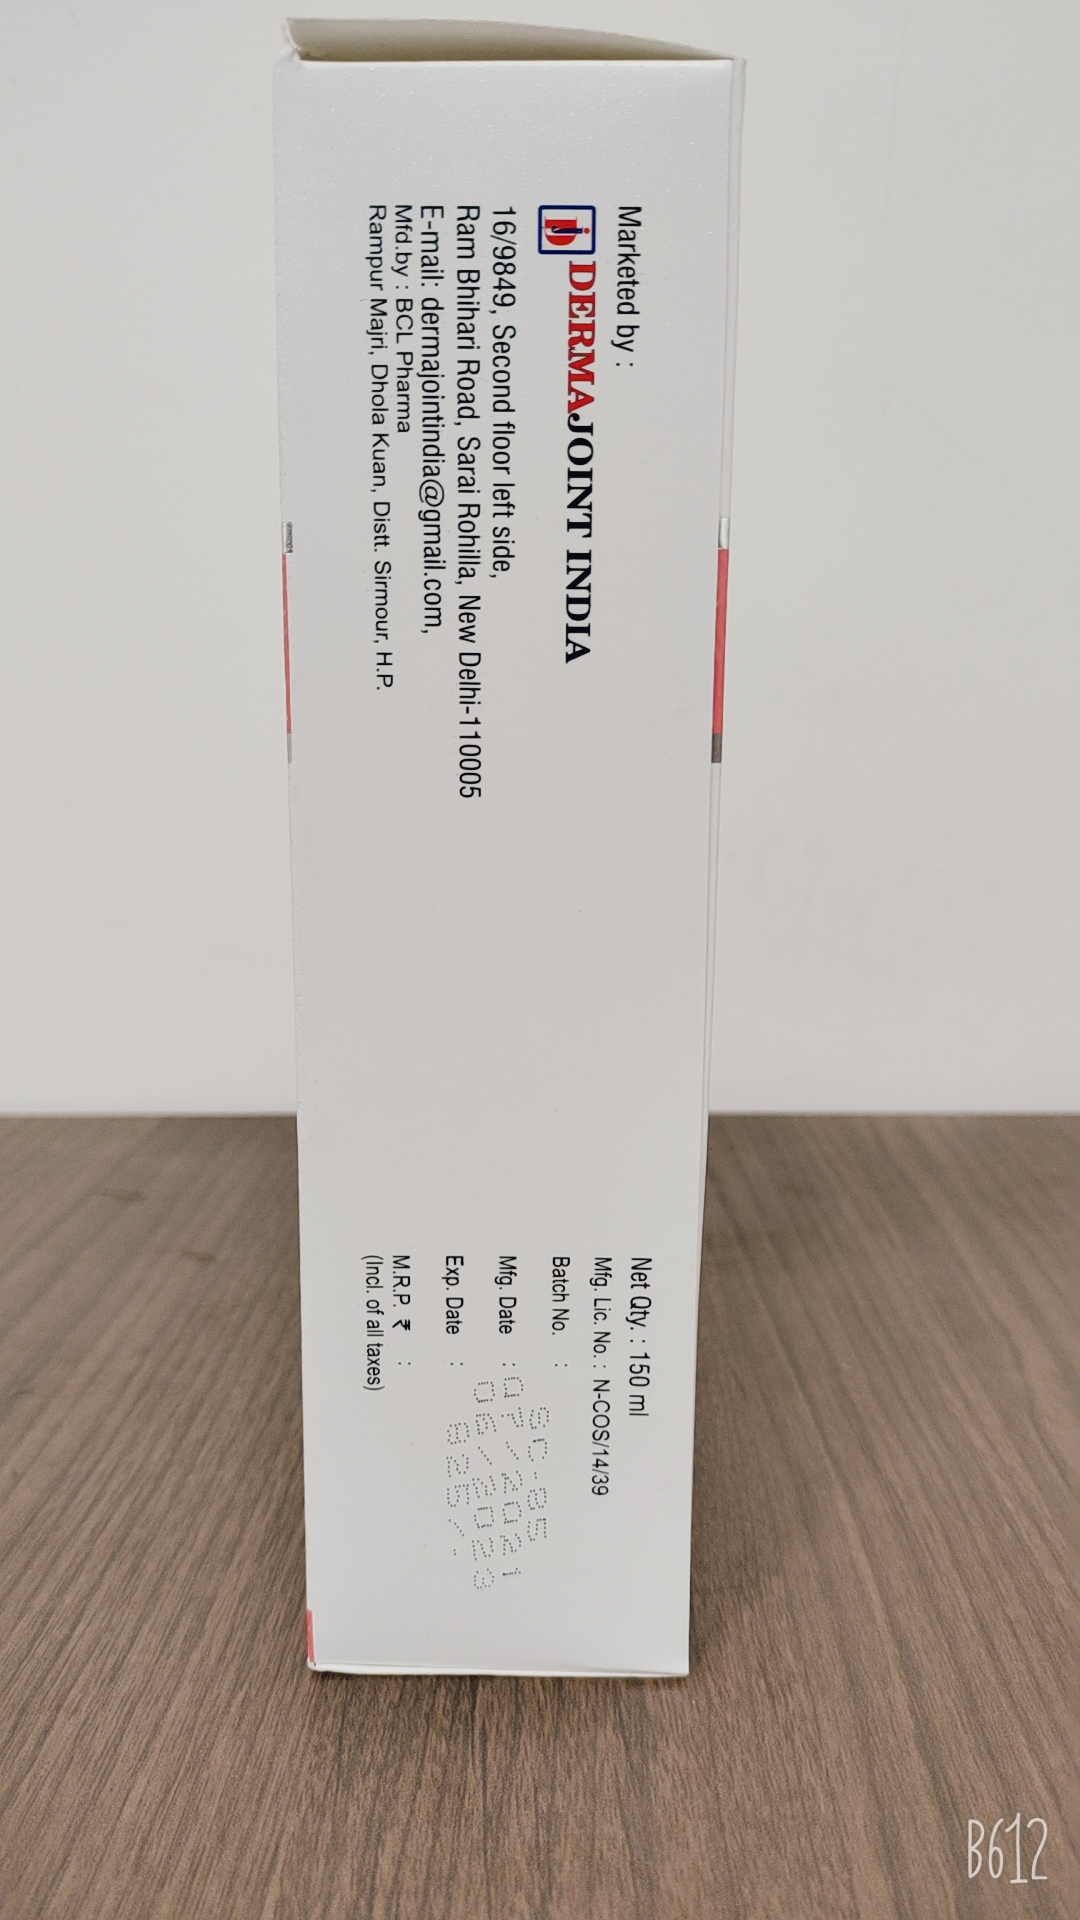 Marketed by :
DERMAJOINT INDIA
16/9849, Second floor left side,
Ram Bhihari Road, Sarai Rohilla, New Delhi-110005
E-mail: dermajointindia@gmail.com,
Mfd.by : BCL Pharma
Rampur Majri, Dhola Kuan, Distt. Sirmour, H.P.
Net Qty. : 150 ml
Mfg. Lic. No. : N-COS/14/39
Batch No. : SC-85
Mfg. Date : 07/2021
Exp. Date : 06/2023
M.R.P. ₹ : 825/-
(Incl. of all taxes)
B612